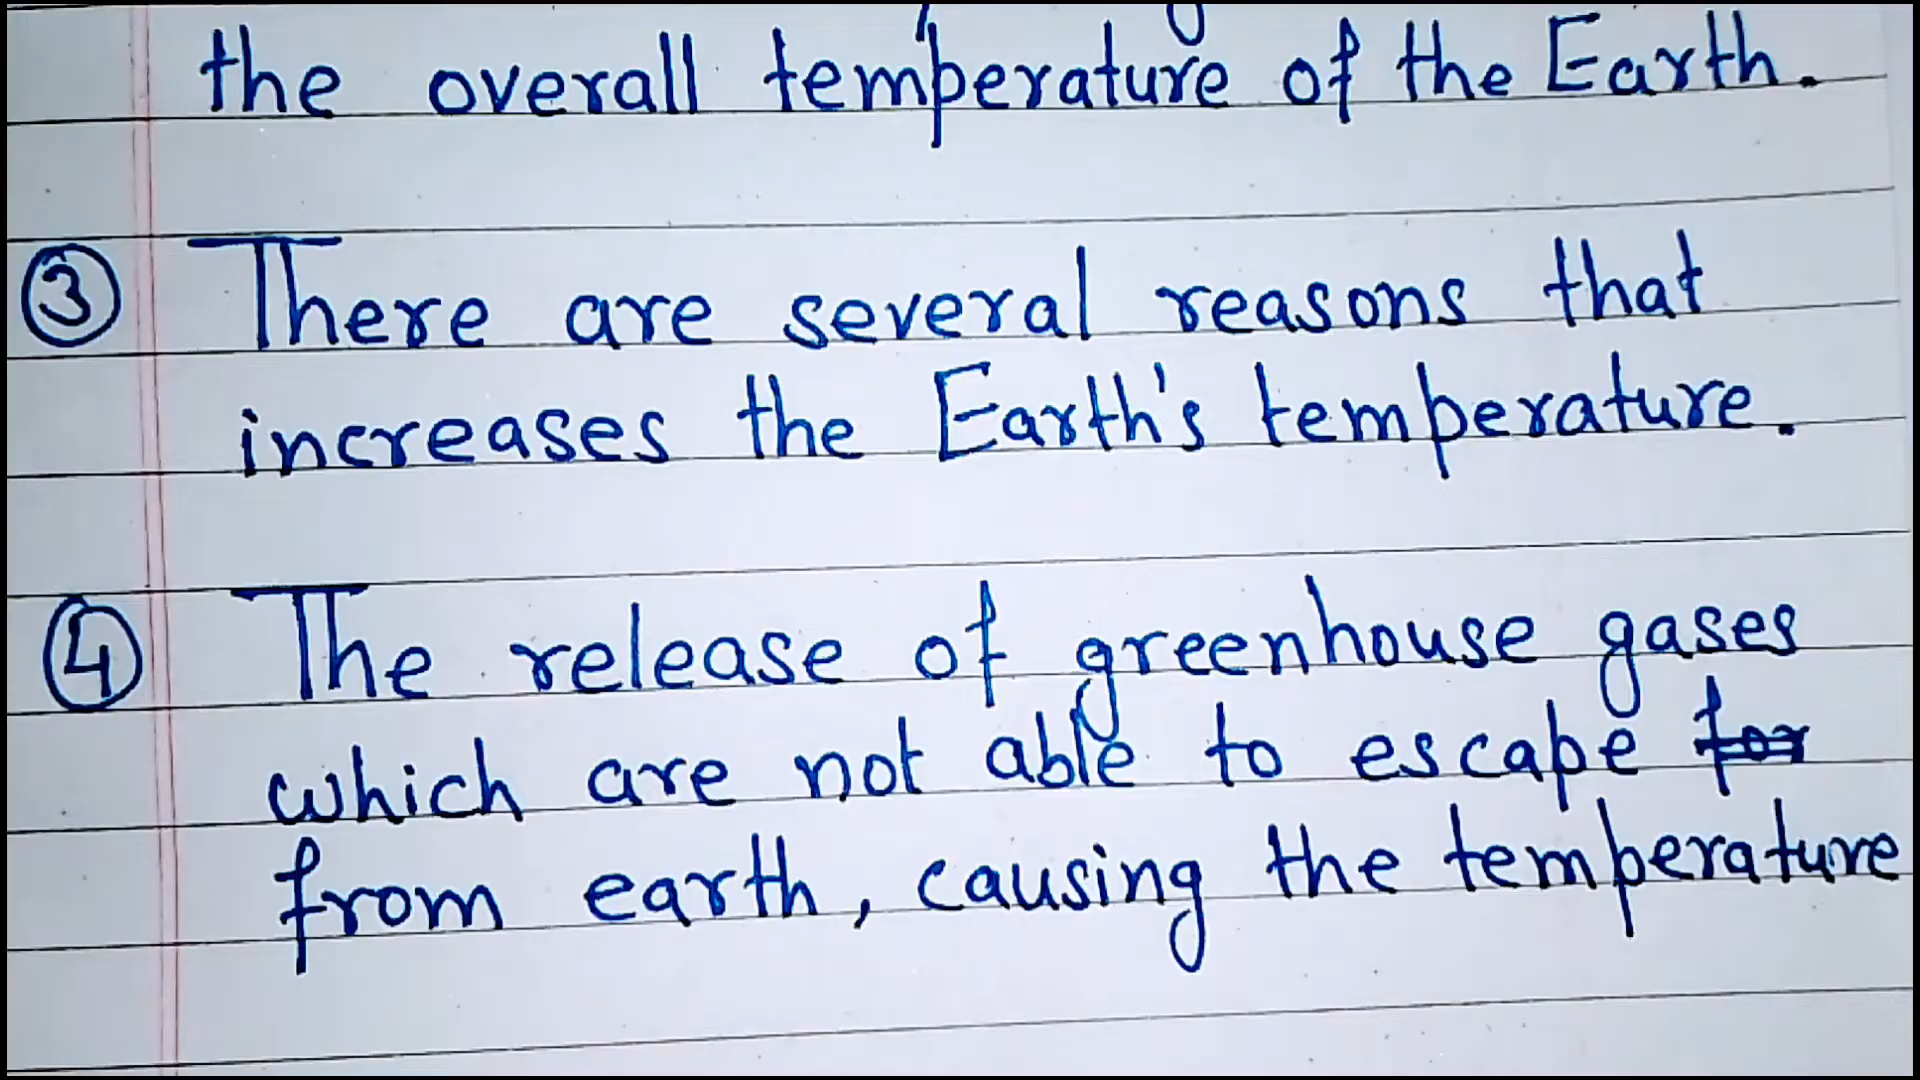 the overall temperature of the Earth.
③ There are several reasons that
increases the Earth's temperature.
④ The release of greenhouse gases
which are not able to escape ~~for~~
from earth, causing the temperature